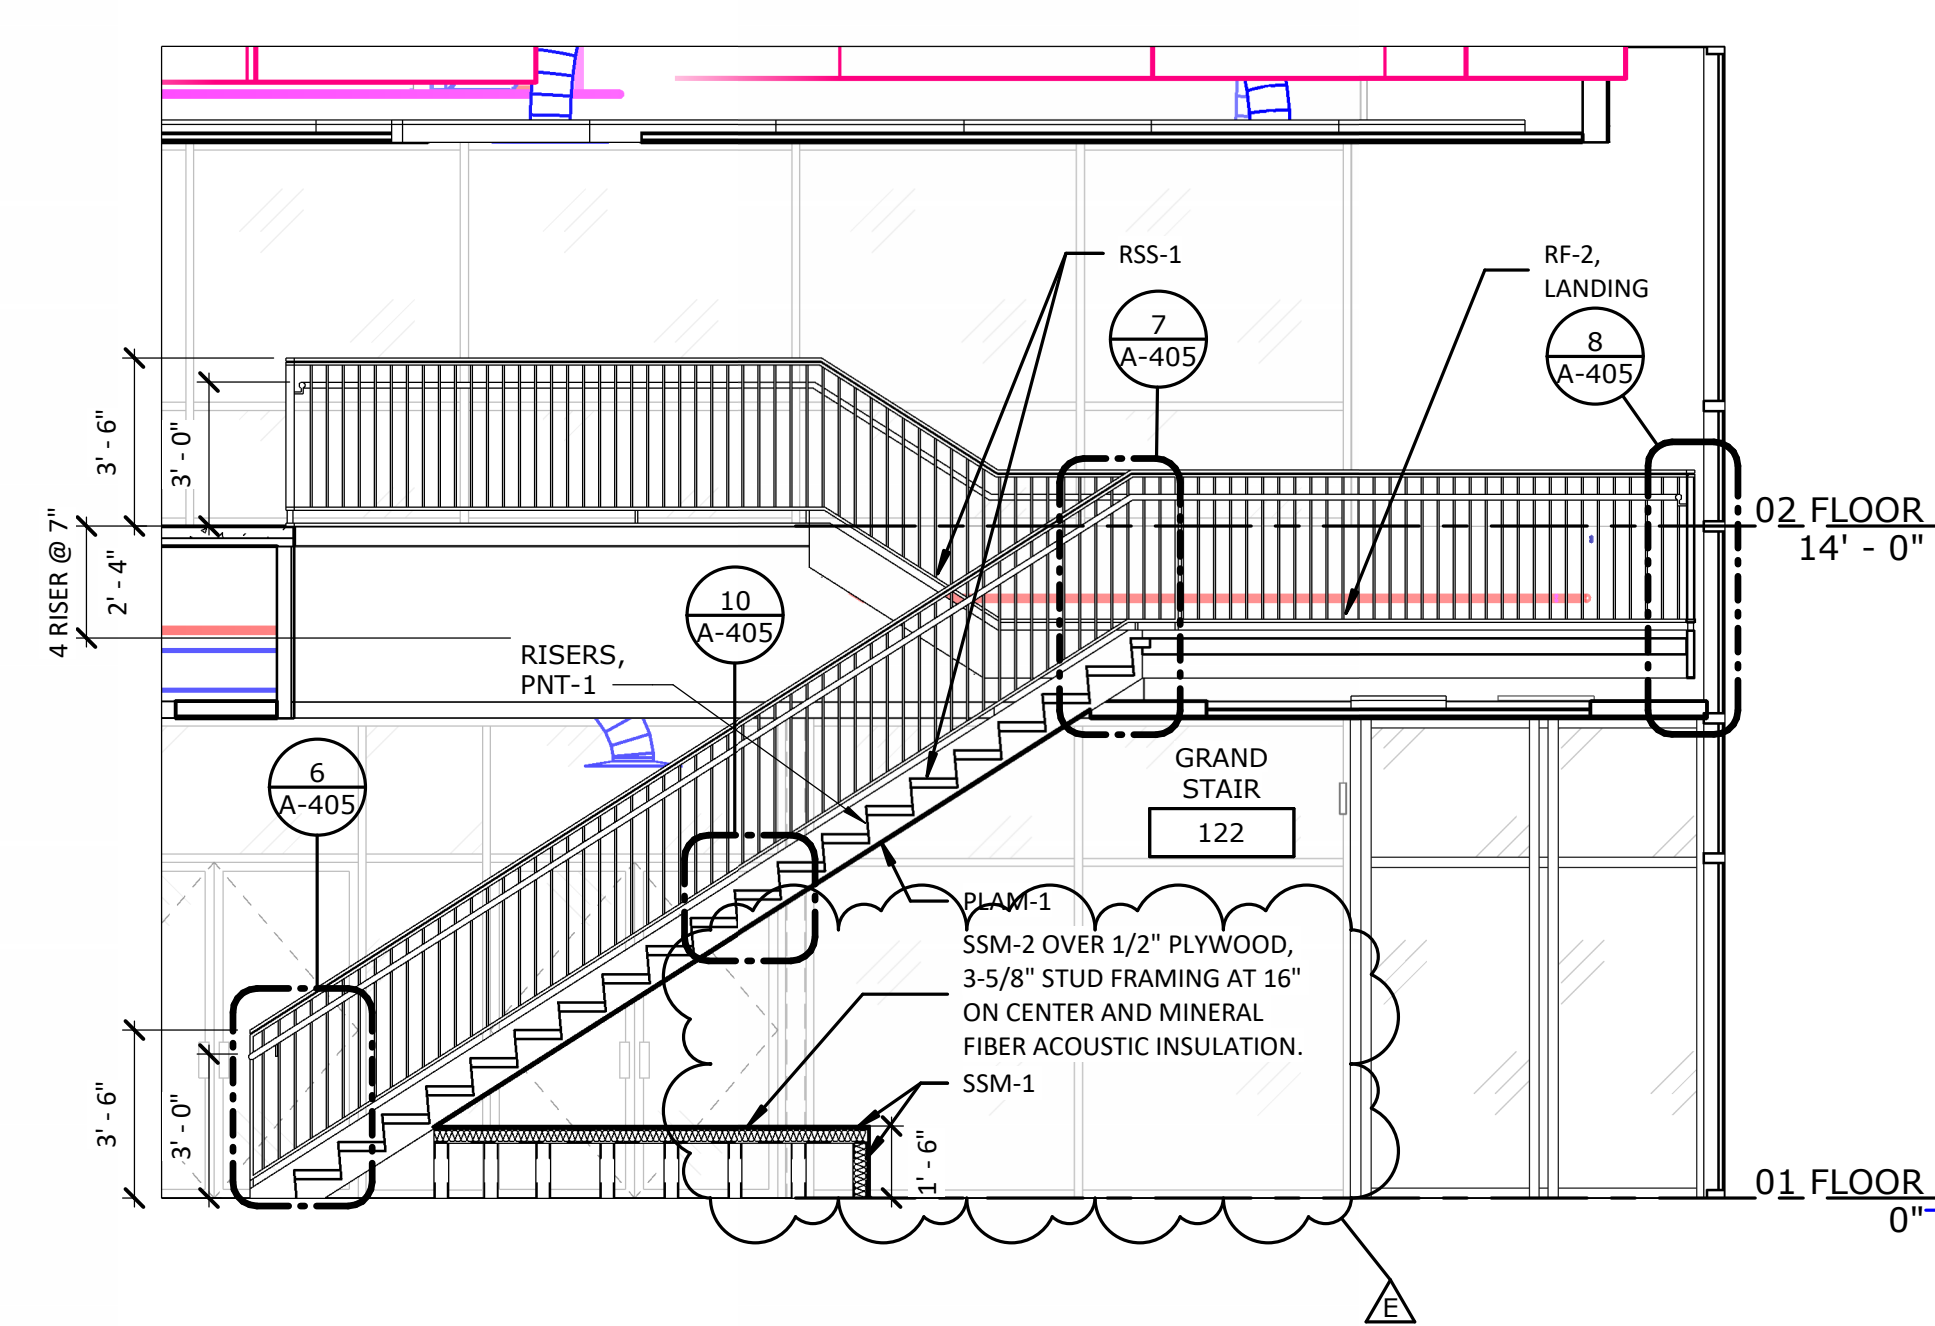 RSS-1
RF-2,
LANDING
7
A-405
8
A-405
3' - 6"
3' - 0"
02 FLOOR
14' - 0"
4 RISER @ 7"
2' - 4"
10
A-405
RISERS,
PNT-1
6
A-405
GRAND
STAIR
122
PLAM-1
SSM-2 OVER 1/2" PLYWOOD,
3-5/8" STUD FRAMING AT 16"
ON CENTER AND MINERAL
FIBER ACOUSTIC INSULATION.
SSM-1
3' - 6"
3' - 0"
1' - 6"
01 FLOOR
0"
E